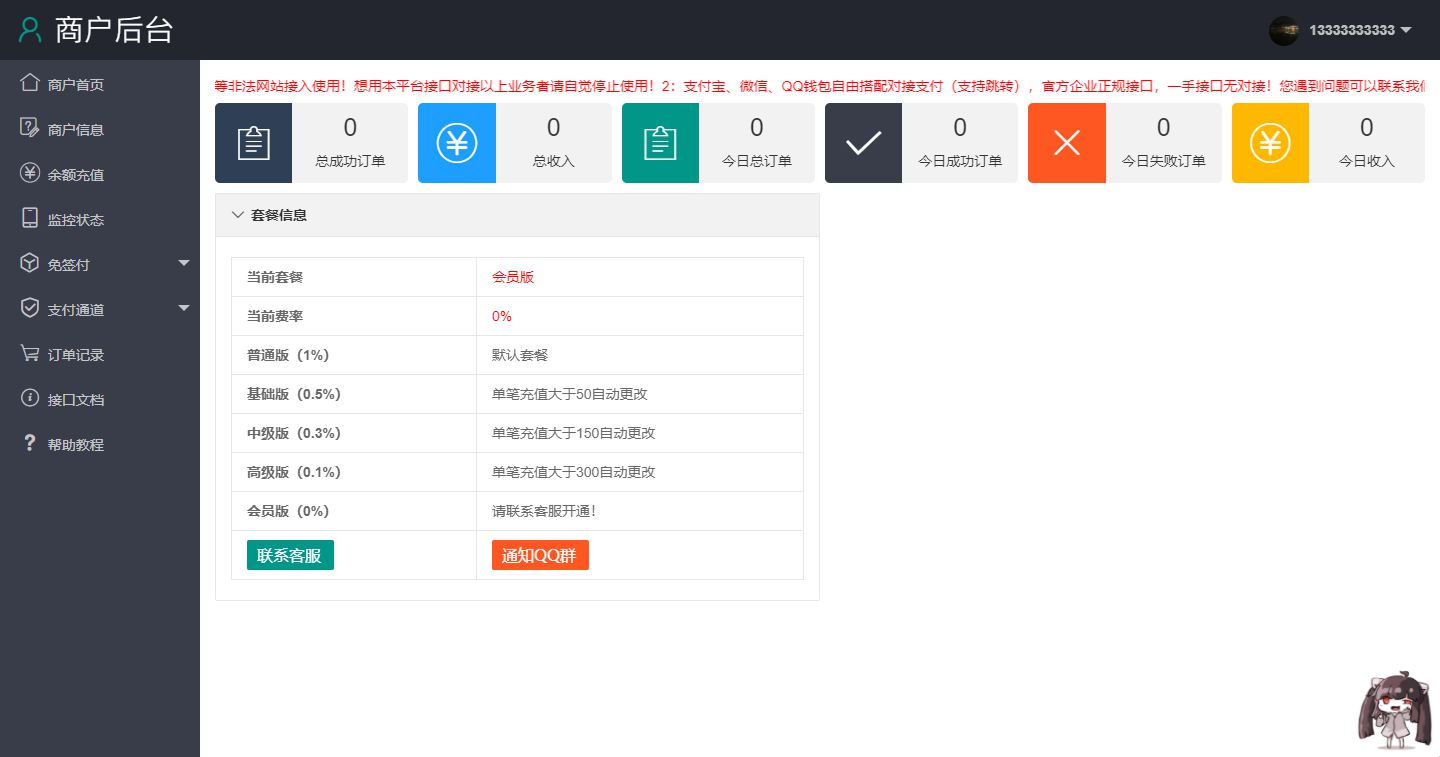 商户后台
13333333333
商户首页
商户信息
余额充值
监控状态
免签付
支付通道
订单记录
接口文档
帮助教程
等非法网站接入使用！想用本平台接口对接以上业务者请自觉停止使用！2：支付宝、微信、QQ钱包自由搭配对接支付（支持跳转），官方企业正规接口，一手接口无对接！您遇到问题可以联系我们
0
总成功订单
0
总收入
0
今日总订单
0
今日成功订单
0
今日失败订单
0
今日收入
套餐信息
当前套餐 会员版
当前费率 0%
普通版（1%） 默认套餐
基础版（0.5%） 单笔充值大于50自动更改
中级版（0.3%） 单笔充值大于150自动更改
高级版（0.1%） 单笔充值大于300自动更改
会员版（0%） 请联系客服开通！
联系客服 通知QQ群